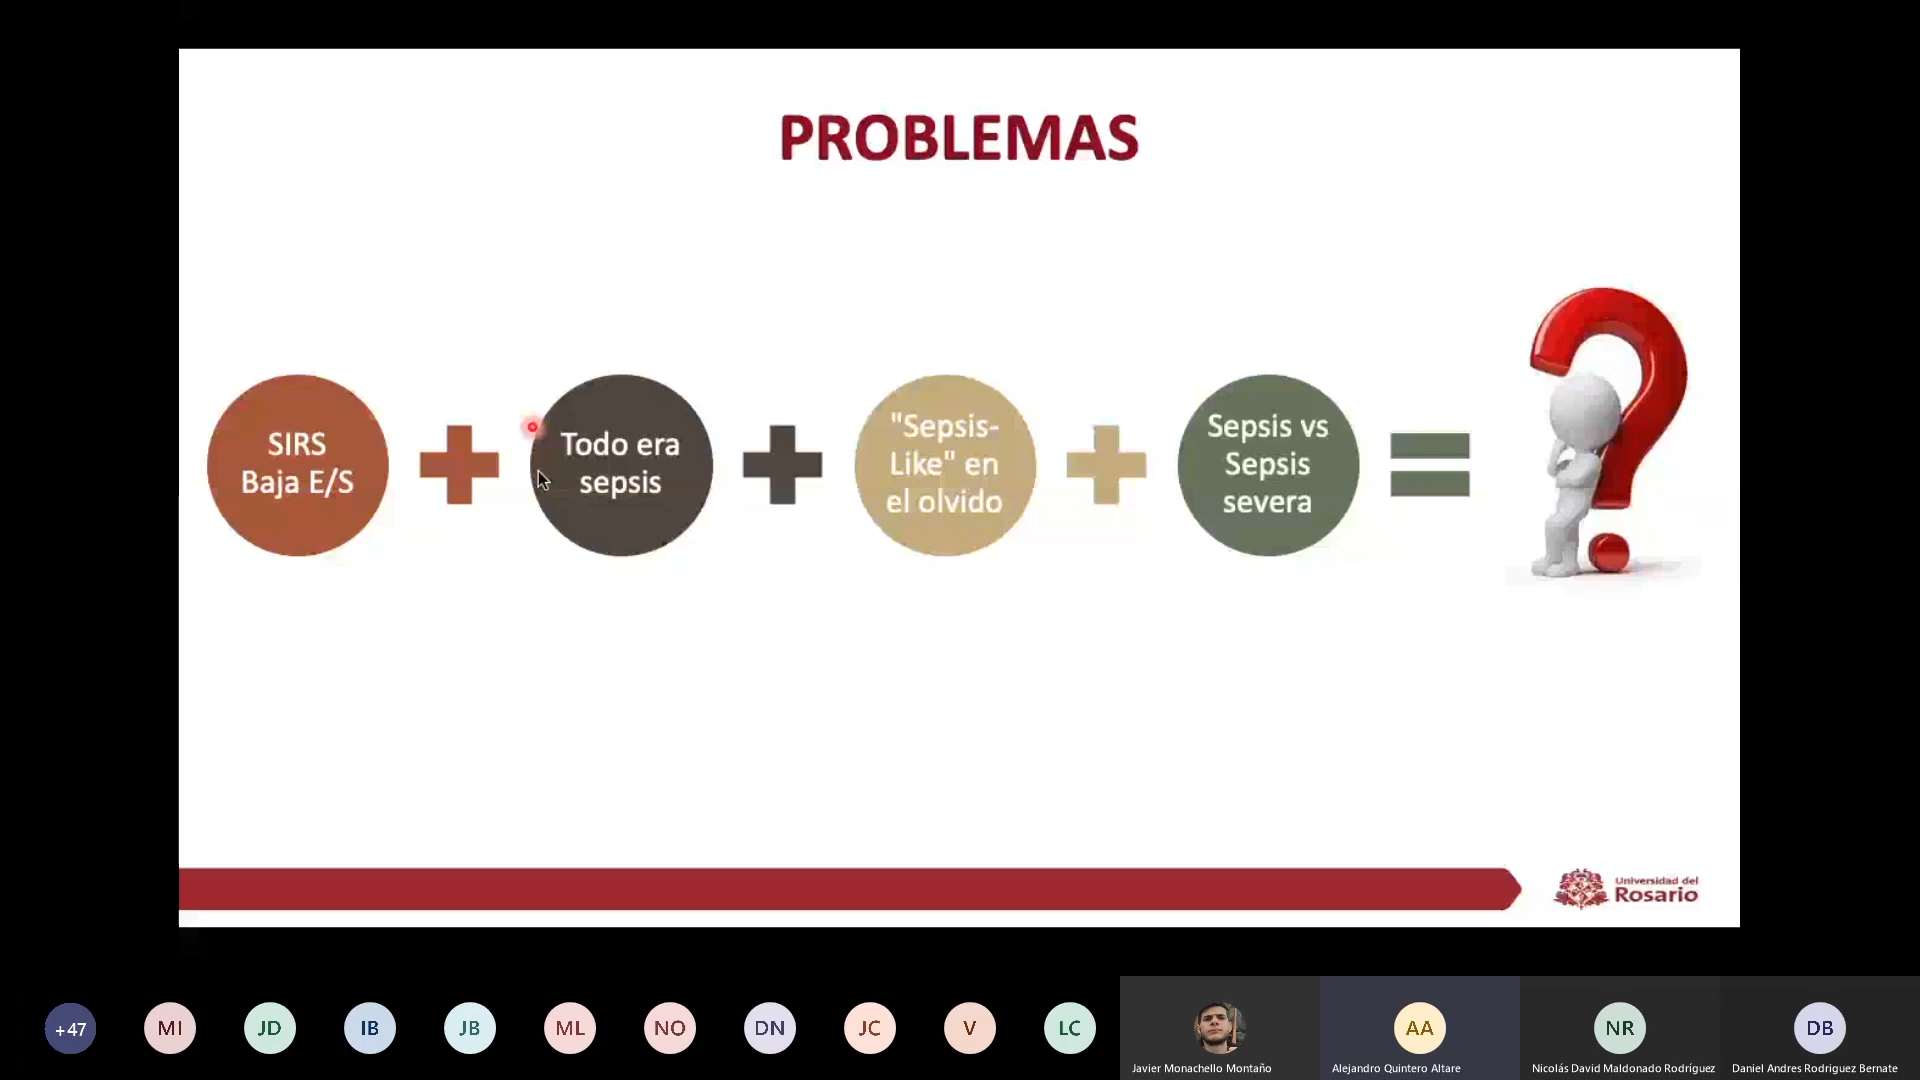 PROBLEMAS
SIRS
Baja E/S
Todo era
sepsis
"Sepsis-
Like" en
el olvido
Sepsis vs
Sepsis
severa
Universidad del
Rosario
+47
MI
JD
IB
JB
ML
NO
DN
JC
V
LC
AA
NR
DB
Javier Monachello Montaño
Alejandro Quintero Altare
Nicolás David Maldonado Rodríguez
Daniel Andres Rodriguez Bernate